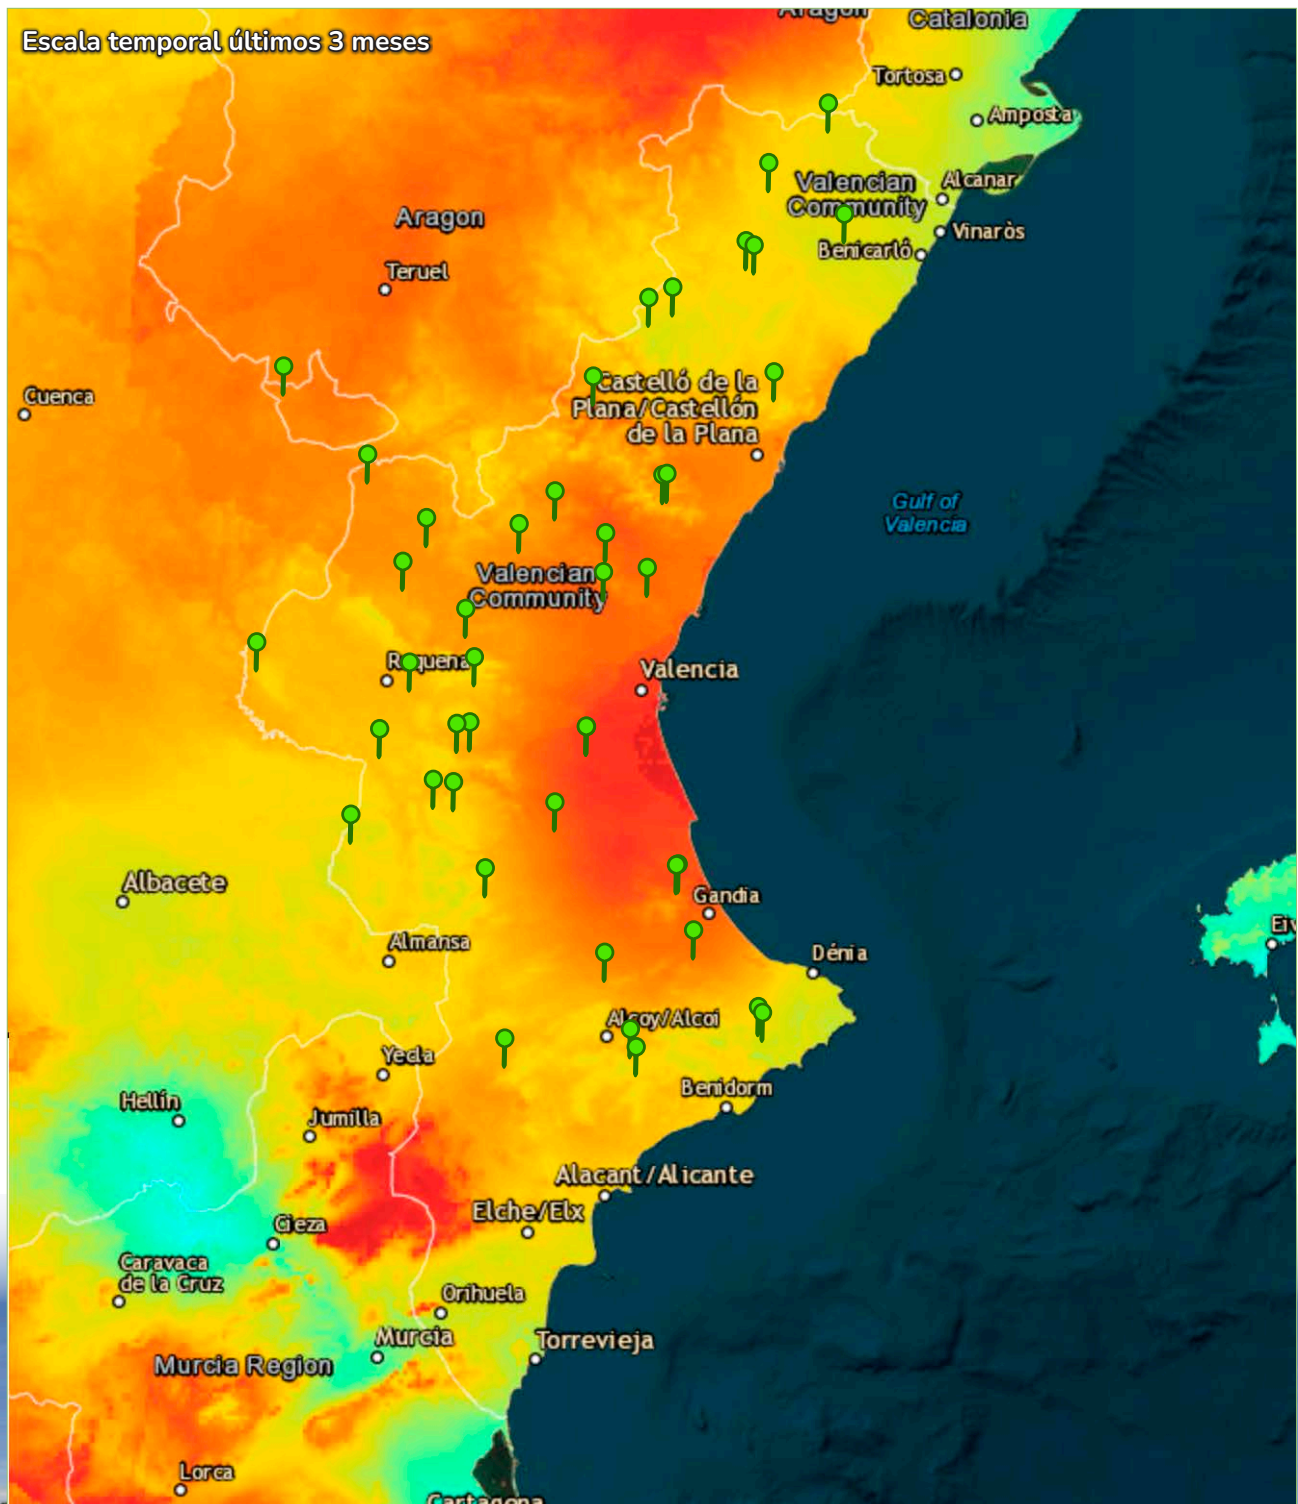 Escala temporal últimos 3 meses
Aragon
Catalonia
Tortosa
Amposta
Valencian
Community
Alcanar
Vinaròs
Benicarló
Aragon
Teruel
Cuenca
Castelló de la
Plana/Castellón
de la Plana
Gulf of
Valencia
Valencian
Community
Requena
Valencia
Albacete
Gandia
Almansa
Dénia
Eiv
Alcoy/Alcoi
Yecla
Benidorm
Hellín
Jumilla
Alacant/Alicante
Elche/Elx
Cieza
Caravaca
de la Cruz
Orihuela
Murcia
Torrevieja
Murcia Region
Lorca
Cartagena